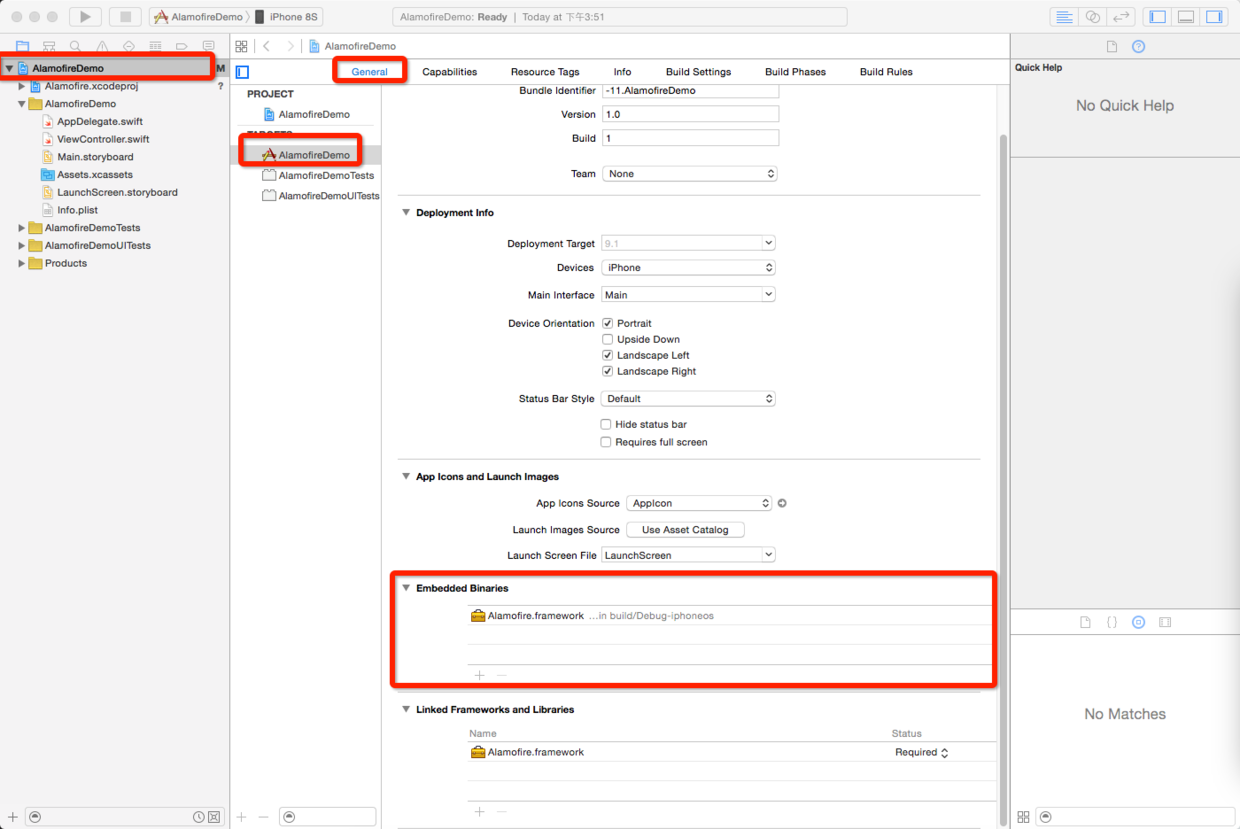 AlamofireDemo 〉 iPhone 8S
AlamofireDemo: Ready | Today at 下午3:51
AlamofireDemo
AlamofireDemo M
Alamofire.xcodeproj ?
AlamofireDemo
AppDelegate.swift
ViewController.swift
Main.storyboard
Assets.xcassets
LaunchScreen.storyboard
Info.plist
AlamofireDemoTests
AlamofireDemoUITests
Products
General Capabilities Resource Tags Info Build Settings Build Phases Build Rules
PROJECT
AlamofireDemo
TARGETS
AlamofireDemo
AlamofireDemoTests
AlamofireDemoUITests
Bundle Identifier -11.AlamofireDemo
Version 1.0
Build 1
Team None
Deployment Info
Deployment Target 9.1
Devices iPhone
Main Interface Main
Device Orientation Portrait
Upside Down
Landscape Left
Landscape Right
Status Bar Style Default
Hide status bar
Requires full screen
App Icons and Launch Images
App Icons Source AppIcon
Launch Images Source Use Asset Catalog
Launch Screen File LaunchScreen
Embedded Binaries
Alamofire.framework ...in build/Debug-iphoneos
Linked Frameworks and Libraries
Name Status
Alamofire.framework Required
Quick Help
No Quick Help
No Matches